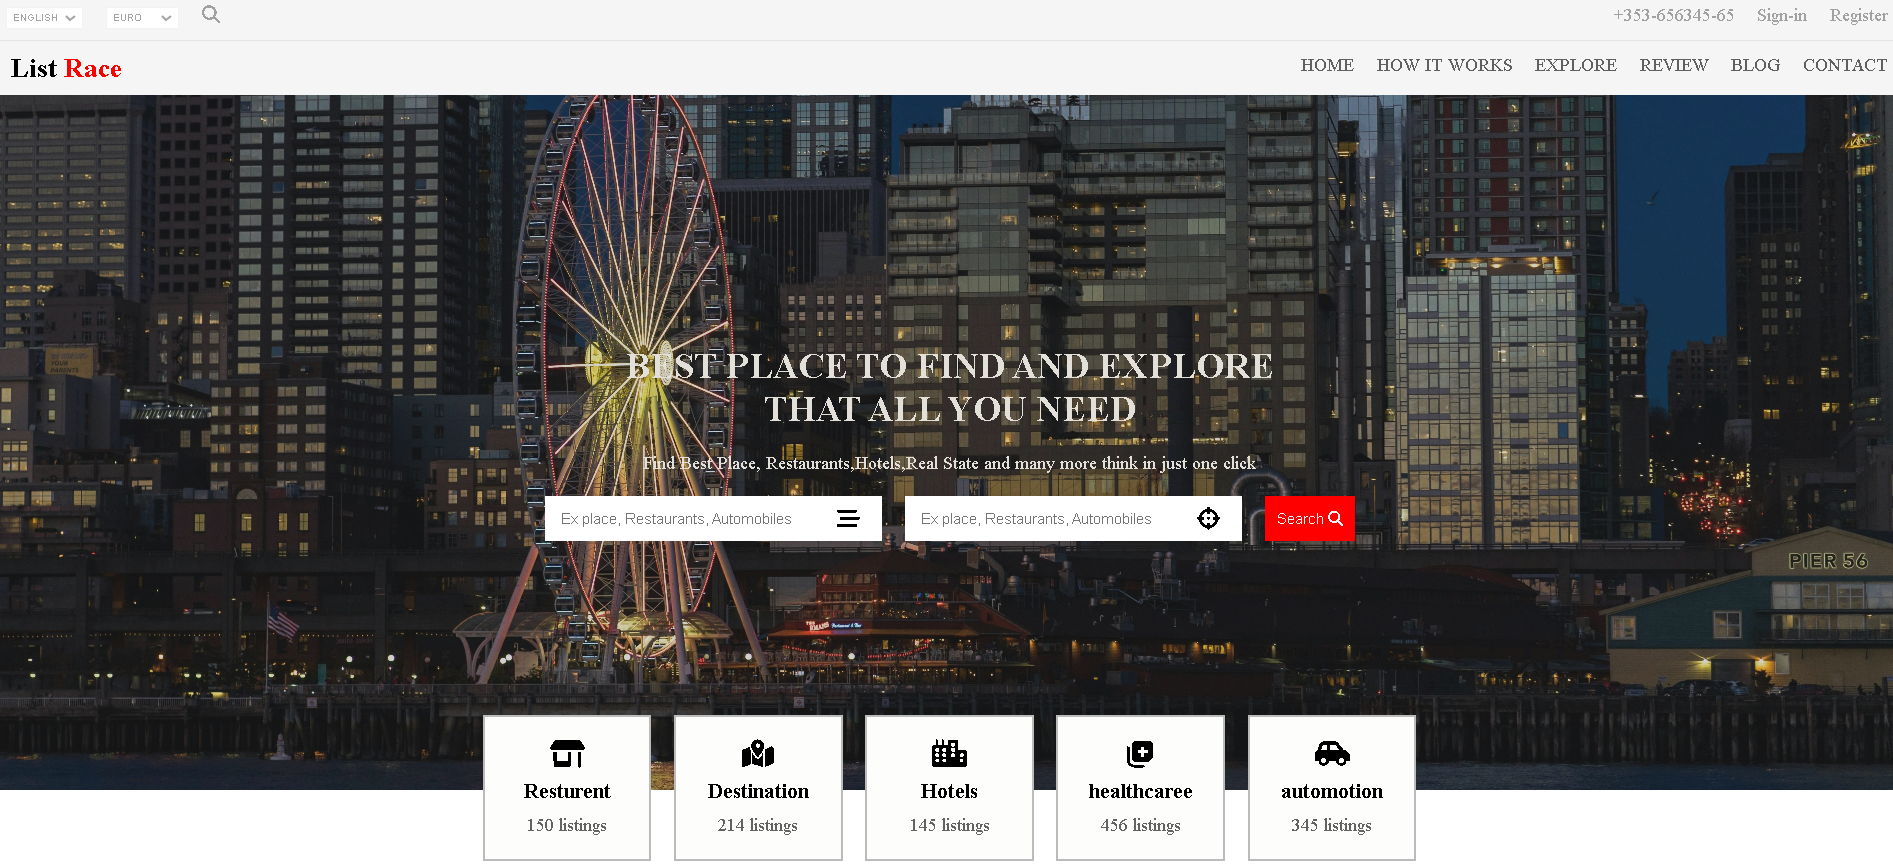 ENGLISH EURO +353-656345-65 Sign-in Register
List Race HOME HOW IT WORKS EXPLORE REVIEW BLOG CONTACT
BEST PLACE TO FIND AND EXPLORE
THAT ALL YOU NEED
Find Best Place, Restaurants,Hotels,Real State and many more think in just one click
Ex place, Restaurants, Automobiles Ex place, Restaurants, Automobiles Search
PIER 56
Resturent Destination Hotels healthcaree automotion
150 listings 214 listings 145 listings 456 listings 345 listings